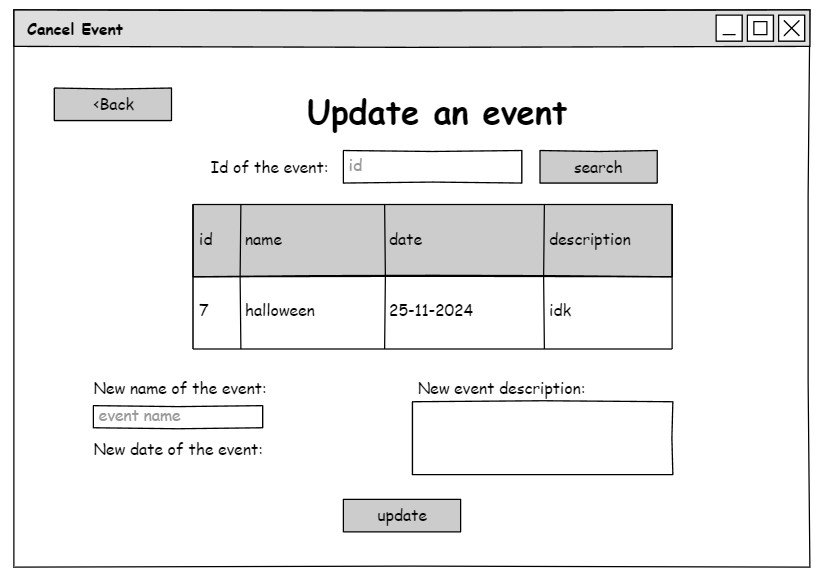 Cancel Event
<Back
Update an event
Id of the event: id search
id name date description
7 halloween 25-11-2024 idk
New name of the event: New event description:
event name
New date of the event:
update